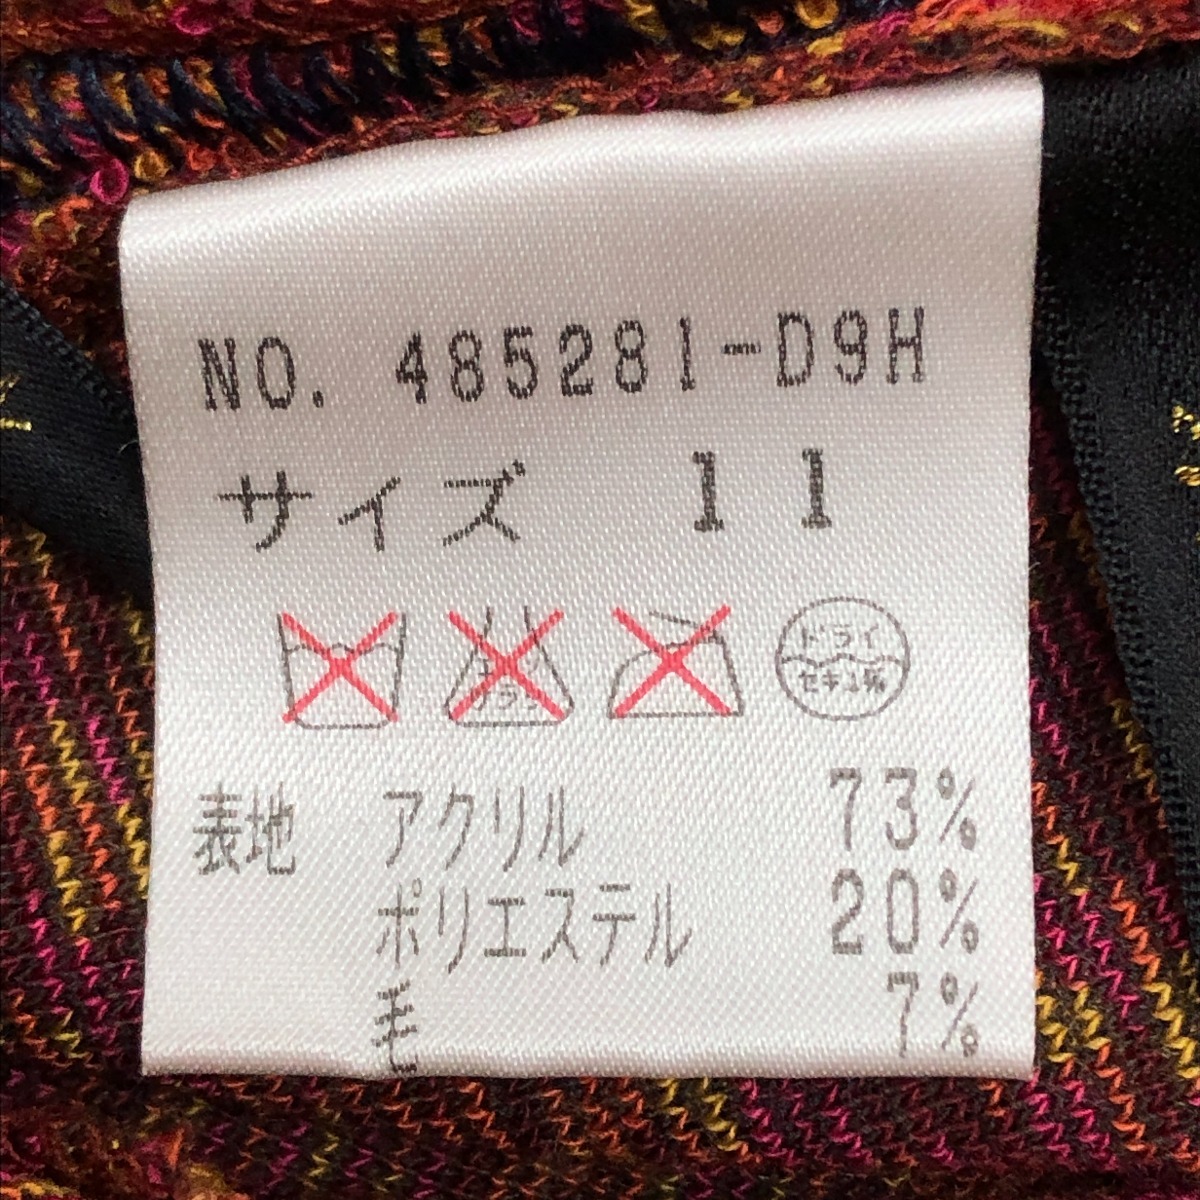 NO. 485281-D9H
サイズ 11
ドライ
セキユ系
表地 アクリル 73%
ポリエステル 20%
毛 7%